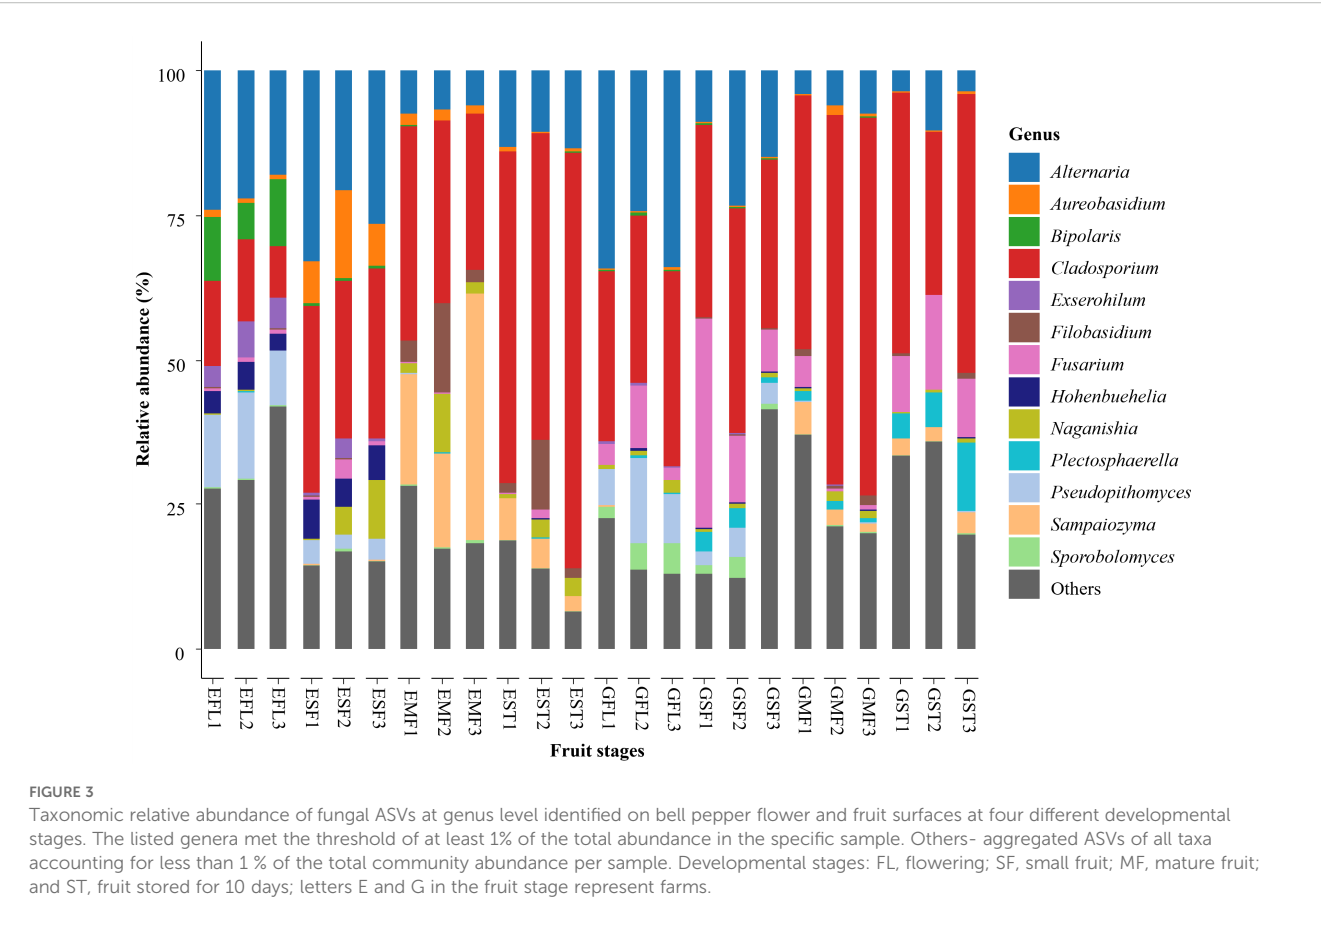 100
75
50
25
0
Relative abundance (%)
EFL1
EFL2
EFL3
ESF1
ESF2
ESF3
EMF1
EMF2
EMF3
EST1
EST2
EST3
GFL1
GFL2
GFL3
GSF1
GSF2
GSF3
GMF1
GMF2
GMF3
GST1
GST2
GST3
Fruit stages
Genus
Alternaria
Aureobasidium
Bipolaris
Cladosporium
Exserohilum
Filobasidium
Fusarium
Hohenbuehelia
Naganishia
Plectosphaerella
Pseudopithomyces
Sampaiozyma
Sporobolomyces
Others
FIGURE 3
Taxonomic relative abundance of fungal ASVs at genus level identified on bell pepper flower and fruit surfaces at four different developmental
stages. The listed genera met the threshold of at least 1% of the total abundance in the specific sample. Others- aggregated ASVs of all taxa
accounting for less than 1 % of the total community abundance per sample. Developmental stages: FL, flowering; SF, small fruit; MF, mature fruit;
and ST, fruit stored for 10 days; letters E and G in the fruit stage represent farms.